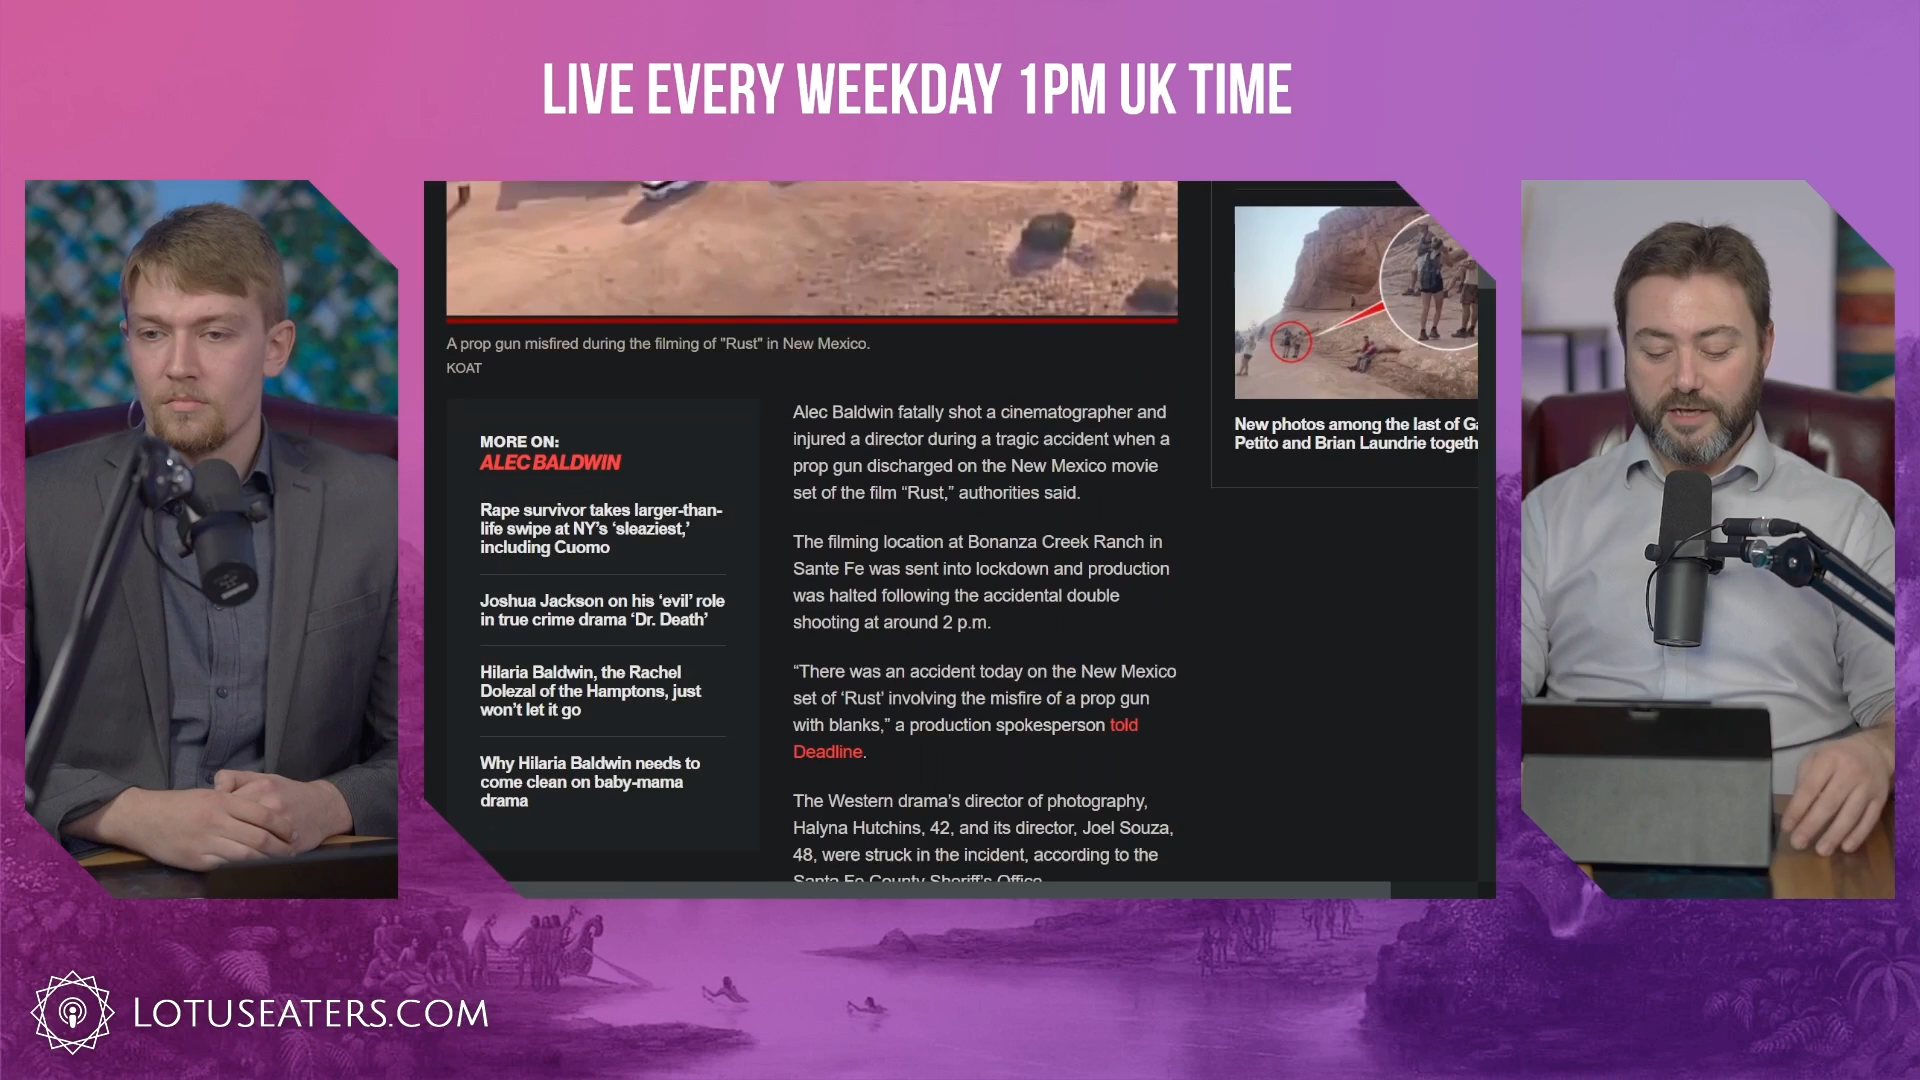 LIVE EVERY WEEKDAY 1PM UK TIME
A prop gun misfired during the filming of "Rust" in New Mexico.
KOAT
MORE ON:
ALEC BALDWIN
Rape survivor takes larger-than-
life swipe at NY's ‘sleaziest,’
including Cuomo
Joshua Jackson on his ‘evil’ role
in true crime drama ‘Dr. Death’
Hilaria Baldwin, the Rachel
Dolezal of the Hamptons, just
won’t let it go
Why Hilaria Baldwin needs to
come clean on baby-mama
drama
Alec Baldwin fatally shot a cinematographer and
injured a director during a tragic accident when a
prop gun discharged on the New Mexico movie
set of the film “Rust,” authorities said.
The filming location at Bonanza Creek Ranch in
Sante Fe was sent into lockdown and production
was halted following the accidental double
shooting at around 2 p.m.
“There was an accident today on the New Mexico
set of ‘Rust’ involving the misfire of a prop gun
with blanks,” a production spokesperson told
Deadline.
The Western drama’s director of photography,
Halyna Hutchins, 42, and its director, Joel Souza,
48, were struck in the incident, according to the
Santa Fe County Sheriff’s Office.
New photos among the last of Ga
Petito and Brian Laundrie togeth
LOTUSEATERS.COM